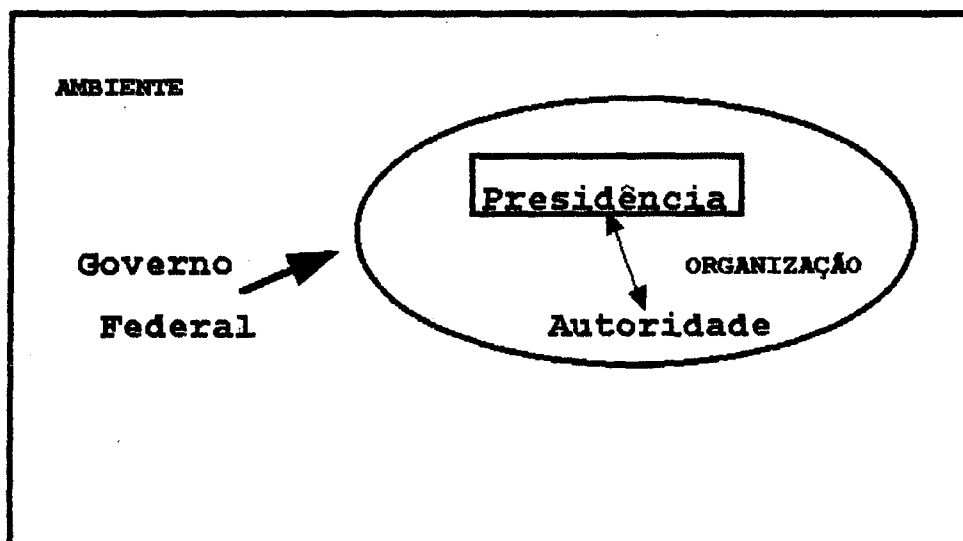 AMBIENTE
Presidência
Governo
ORGANIZAÇÃO
Federal
Autoridade